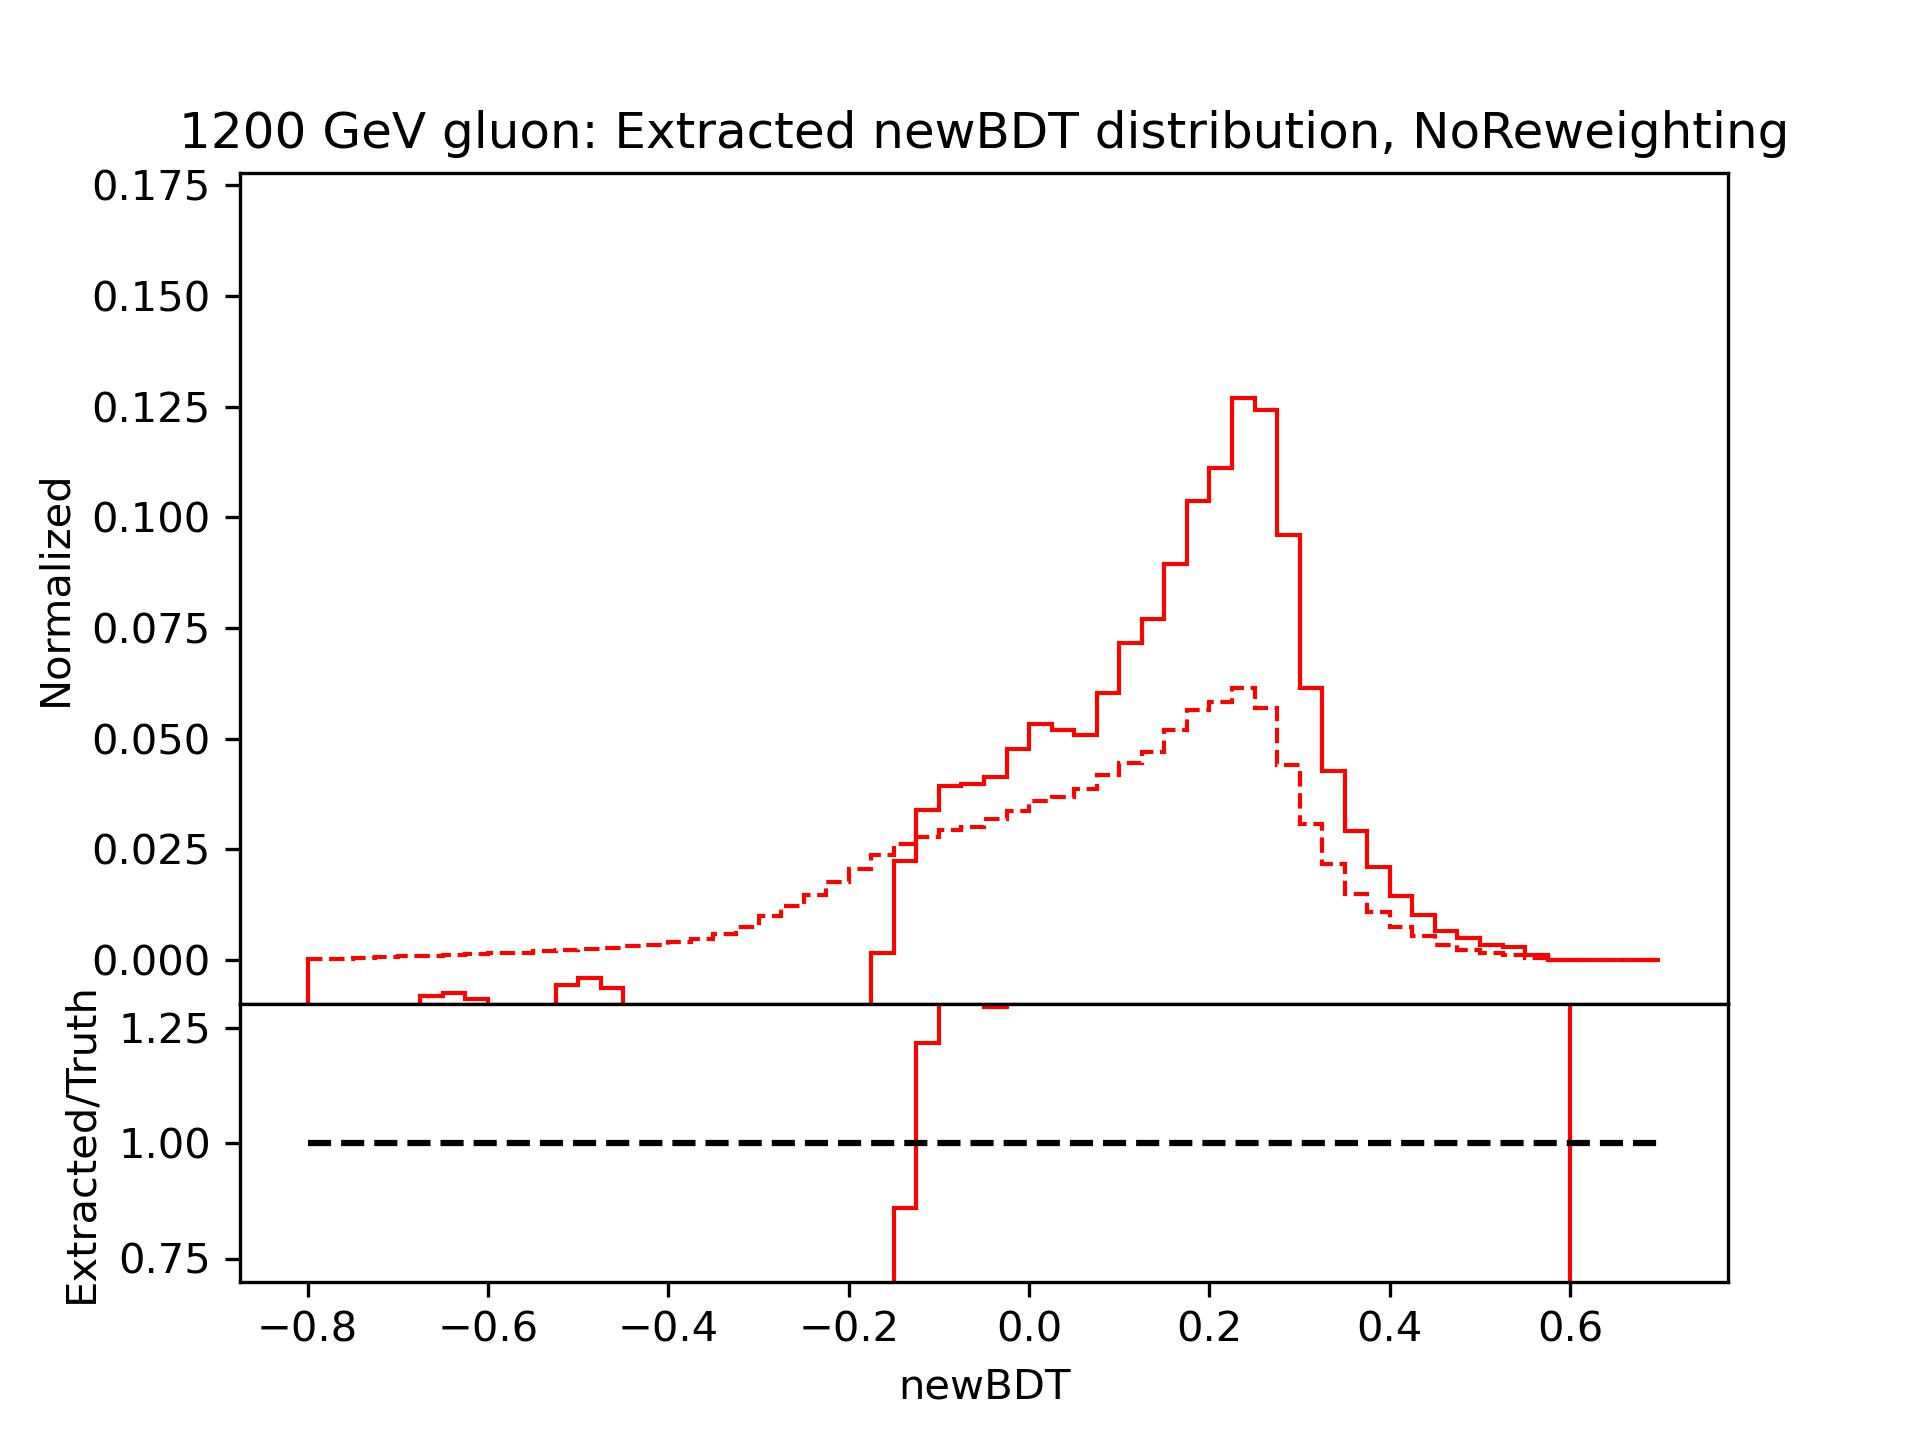 1200 GeV gluon: Extracted newBDT distribution, NoReweighting
0.175
0.150
0.125
0.100
0.075
0.050
0.025
0.000
Normalized
1.25
1.00
0.75
Extracted/Truth
−0.8 −0.6 −0.4 −0.2 0.0 0.2 0.4 0.6
newBDT